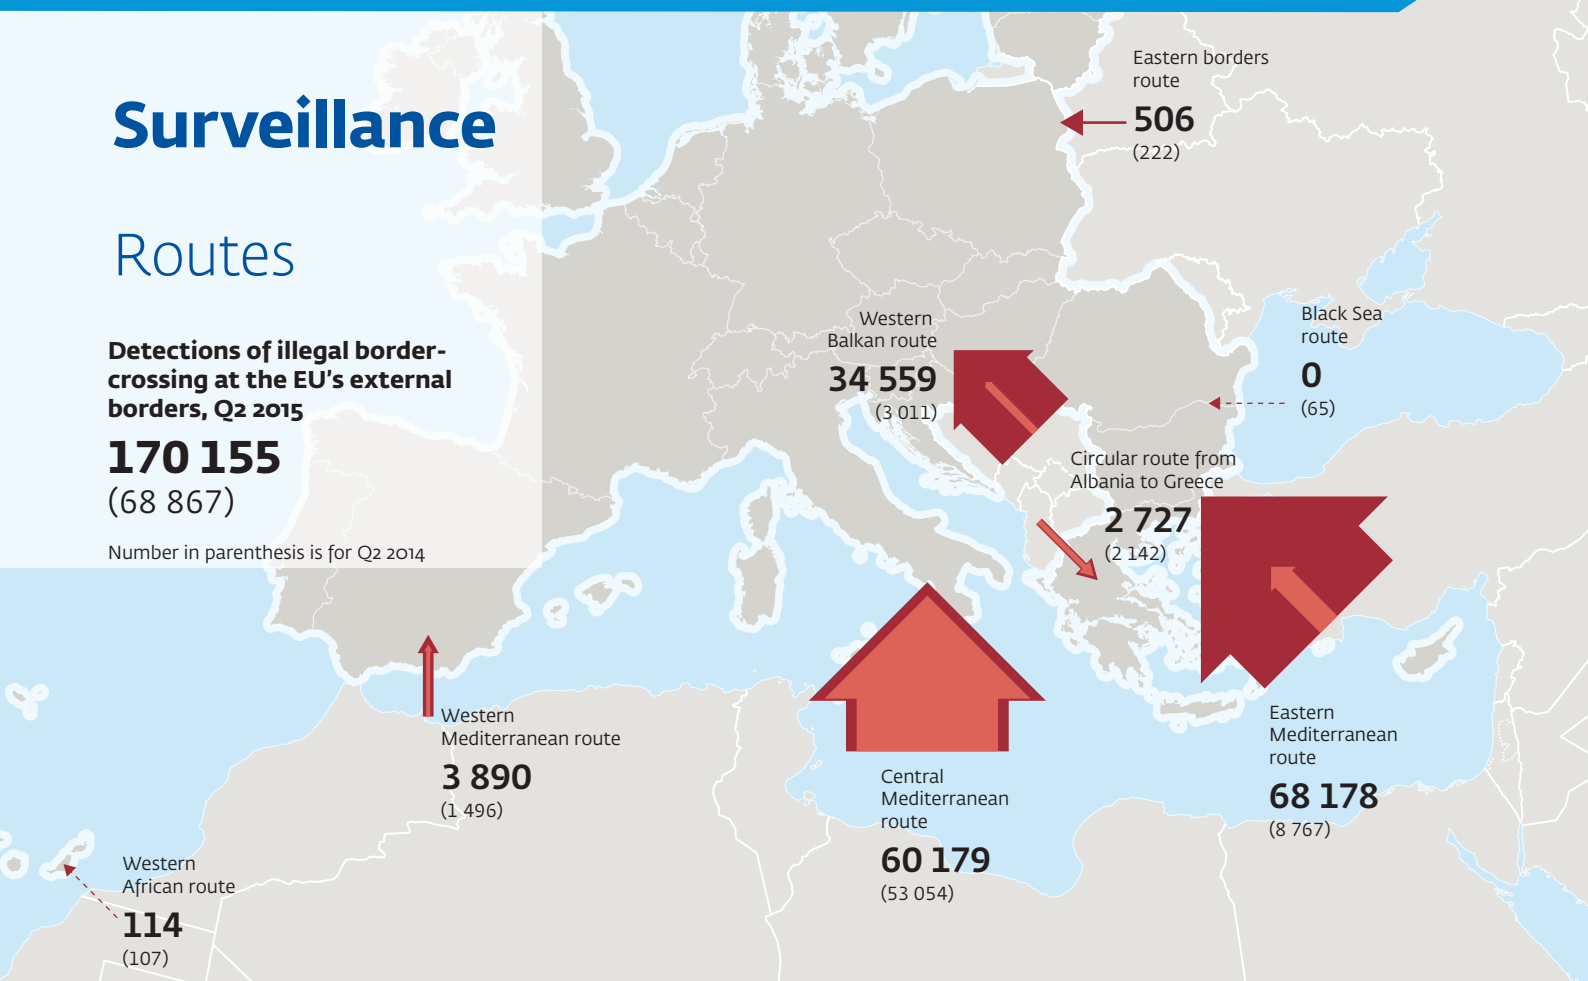 Surveillance
Routes
Detections of illegal border-
crossing at the EU’s external
borders, Q2 2015
170 155
(68 867)
Number in parenthesis is for Q2 2014
Eastern borders
route
506
(222)
Western
Balkan route
34 559
(3 011)
Black Sea
route
0
(65)
Circular route from
Albania to Greece
2 727
(2 142)
Western
Mediterranean route
3 890
(1 496)
Central
Mediterranean
route
60 179
(53 054)
Eastern
Mediterranean
route
68 178
(8 767)
Western
African route
114
(107)